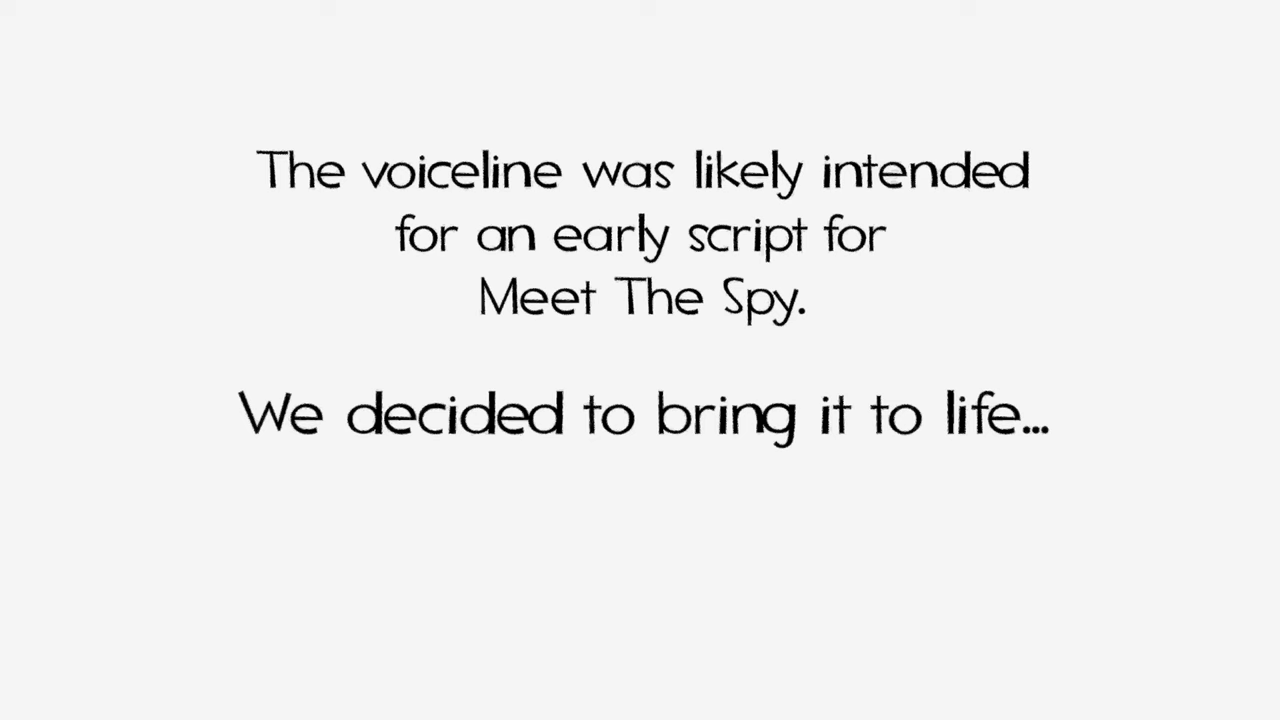 The voiceline was likely intended
for an early script for
Meet The Spy.
We decided to bring it to life...